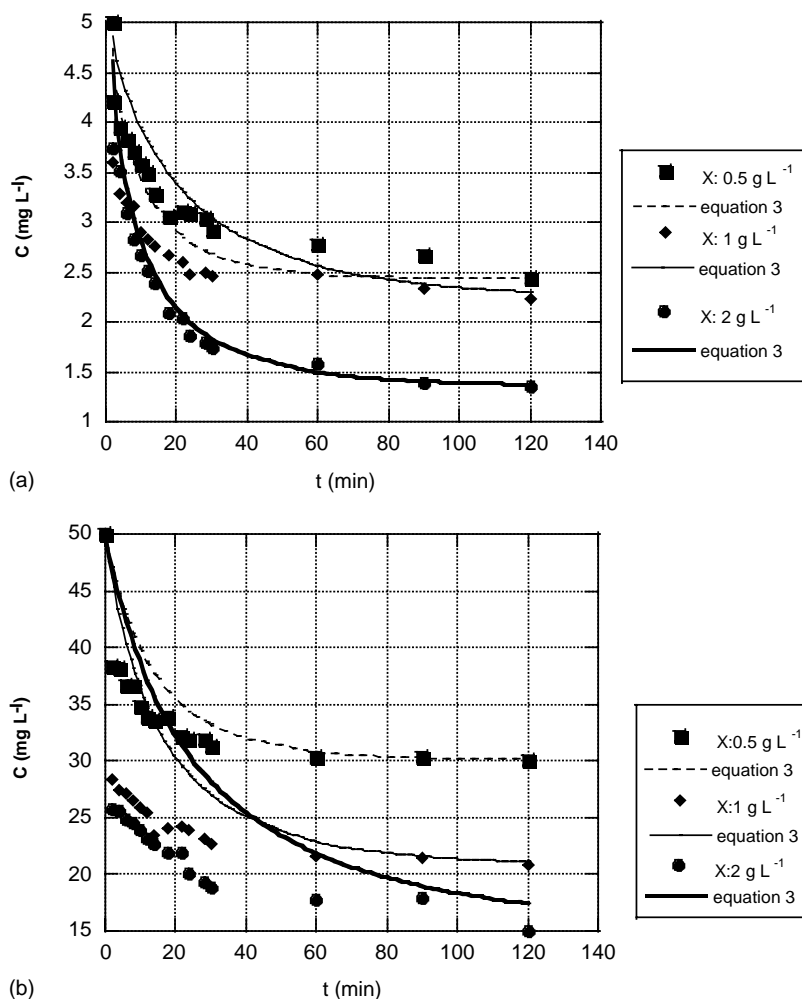 5
4.5
4
3.5
3
2.5
2
1.5
1
C (mg L-l)
0 20 40 60 80 100 120 140
t (min)
(a)
X: 0.5 g L -1
equation 3
X: 1 g L -1
equation 3
X: 2 g L -1
equation 3
50
45
40
35
30
25
20
15
C (mg L-l)
0 20 40 60 80 100 120 140
t (min)
(b)
X:0.5 g L -1
equation 3
X:1 g L -1
equation 3
X:2 g L -1
equation 3